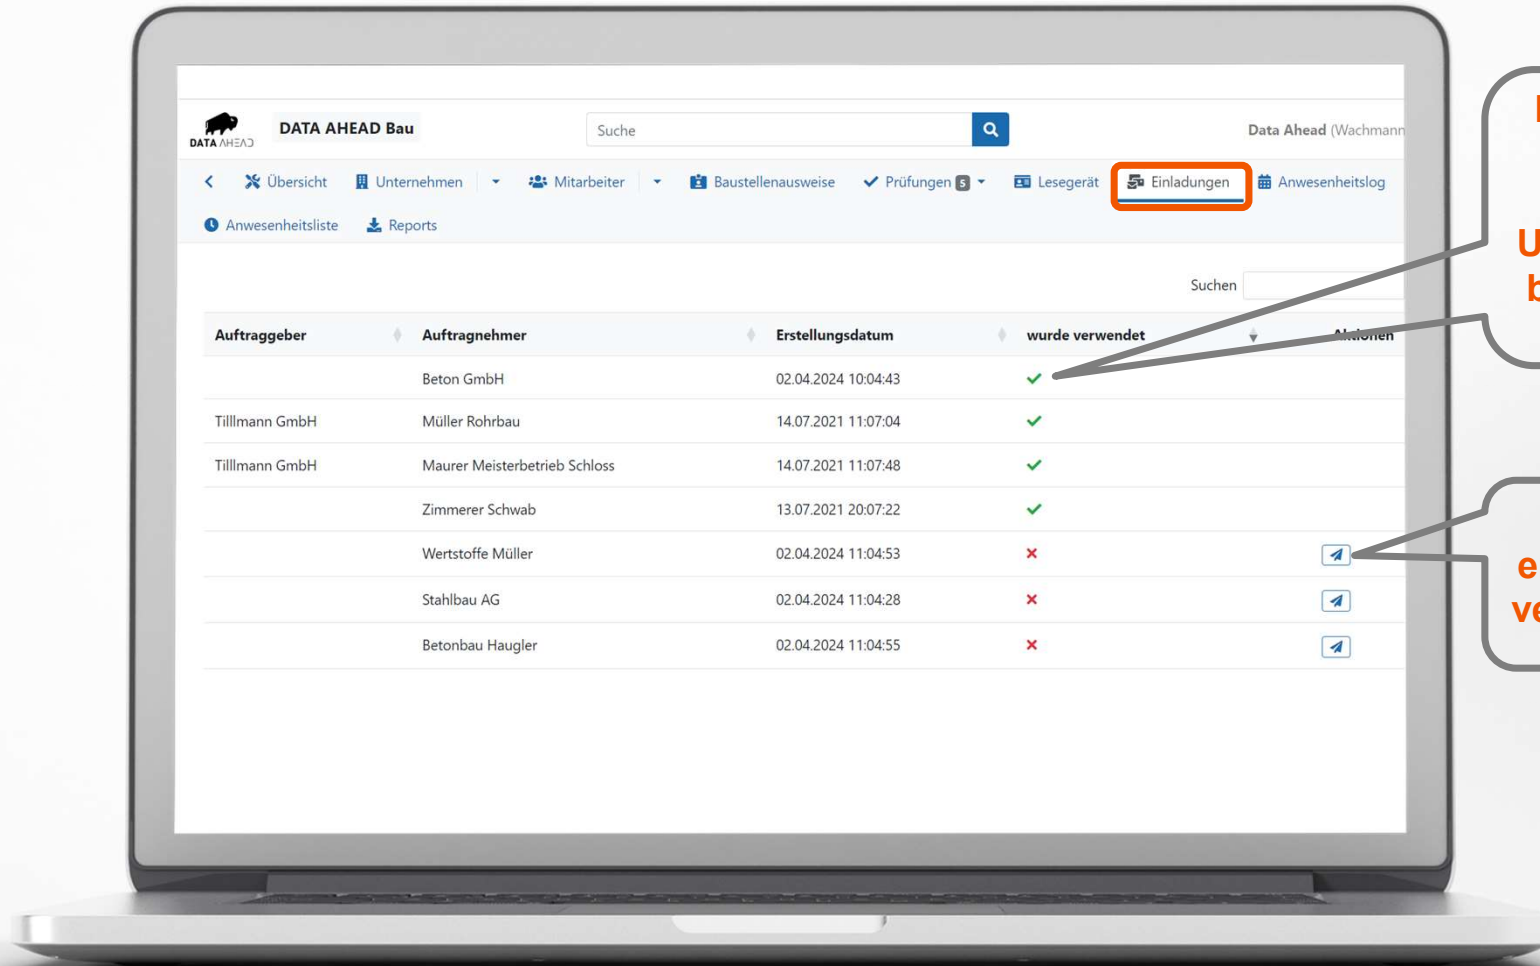 DATA AHEAD
DATA AHEAD Bau
Suche
Data Ahead (Wachmann
Übersicht
Unternehmen
Mitarbeiter
Baustellenausweise
Prüfungen 5
Lesegerät
Einladungen
Anwesenheitslog
Anwesenheitsliste
Reports
Suchen
Auftraggeber Auftragnehmer Erstellungsdatum wurde verwendet Aktionen
Beton GmbH 02.04.2024 10:04:43
Tilllmann GmbH Müller Rohrbau 14.07.2021 11:07:04
Tilllmann GmbH Maurer Meisterbetrieb Schloss 14.07.2021 11:07:48
Zimmerer Schwab 13.07.2021 20:07:22
Wertstoffe Müller 02.04.2024 11:04:53
Stahlbau AG 02.04.2024 11:04:28
Betonbau Haugler 02.04.2024 11:04:55